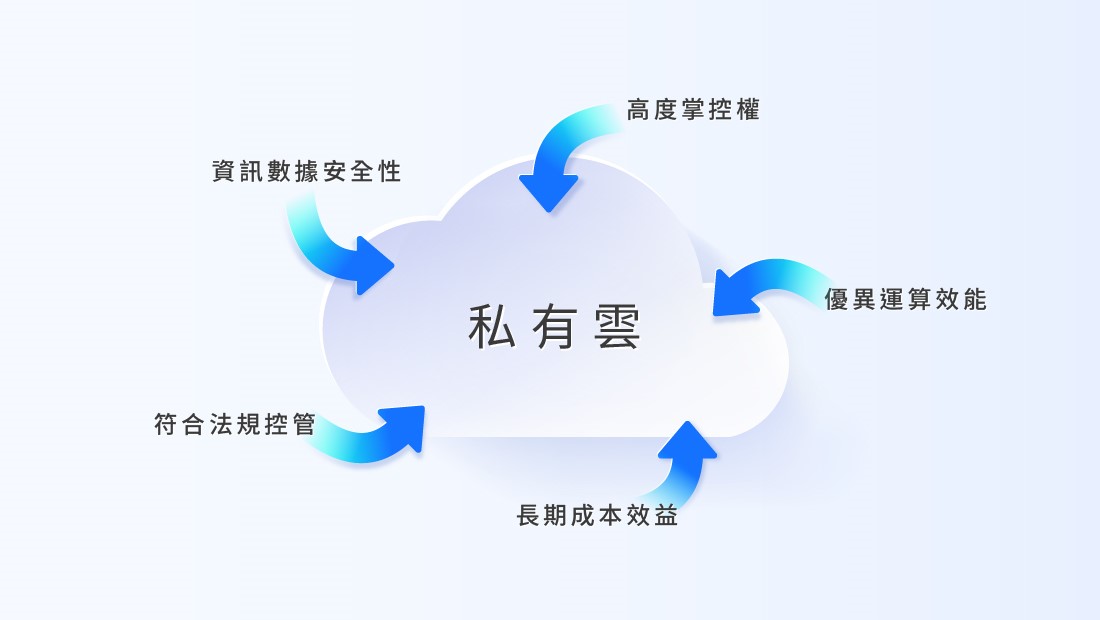 高度掌控權
資訊數據安全性
優異運算效能
私有雲
符合法規控管
長期成本效益